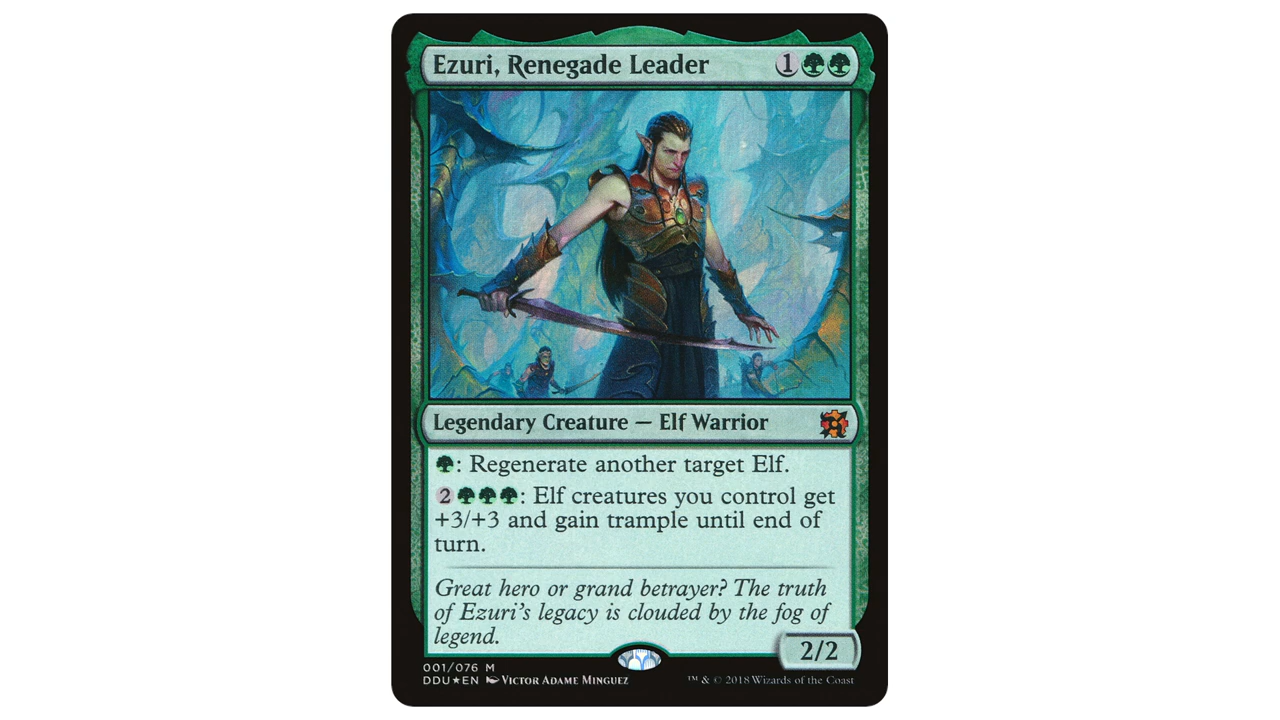 Ezuri, Renegade Leader 1
Legendary Creature — Elf Warrior
: Regenerate another target Elf.
2: Elf creatures you control get
+3/+3 and gain trample until end of
turn.
Great hero or grand betrayer? The truth
of Ezuri's legacy is clouded by the fog of
legend.
2/2
001/076 M
DDU★EN Victor Adame Minguez
™ & © 2018 Wizards of the Coast